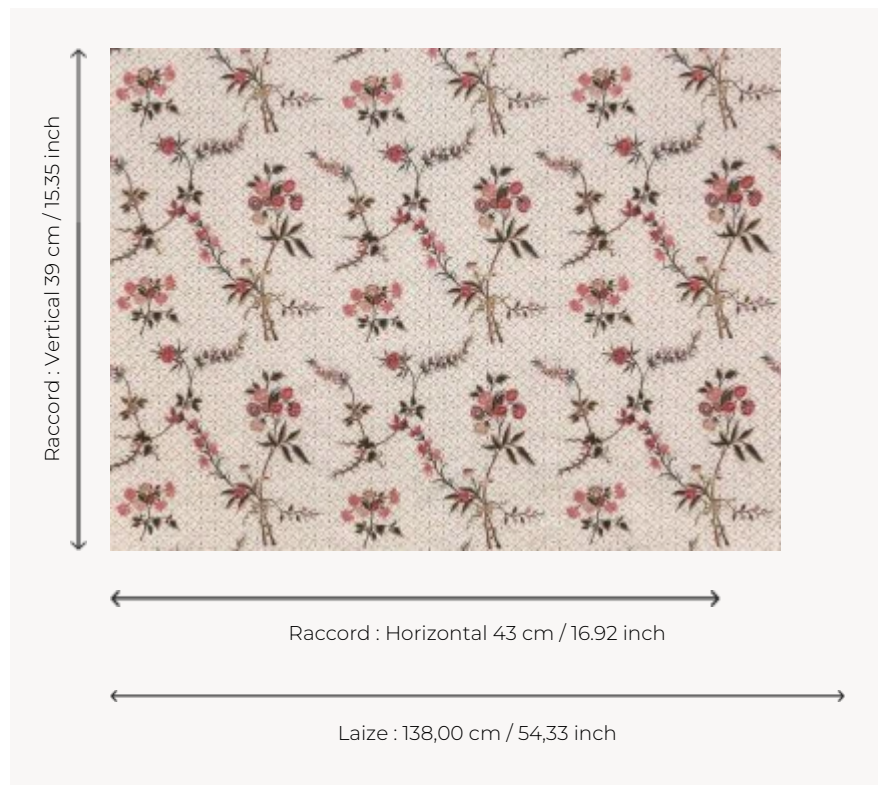 Raccord : Vertical 39 cm / 15.35 inch
Raccord : Horizontal 43 cm / 16.92 inch
Laize : 138,00 cm / 54,33 inch